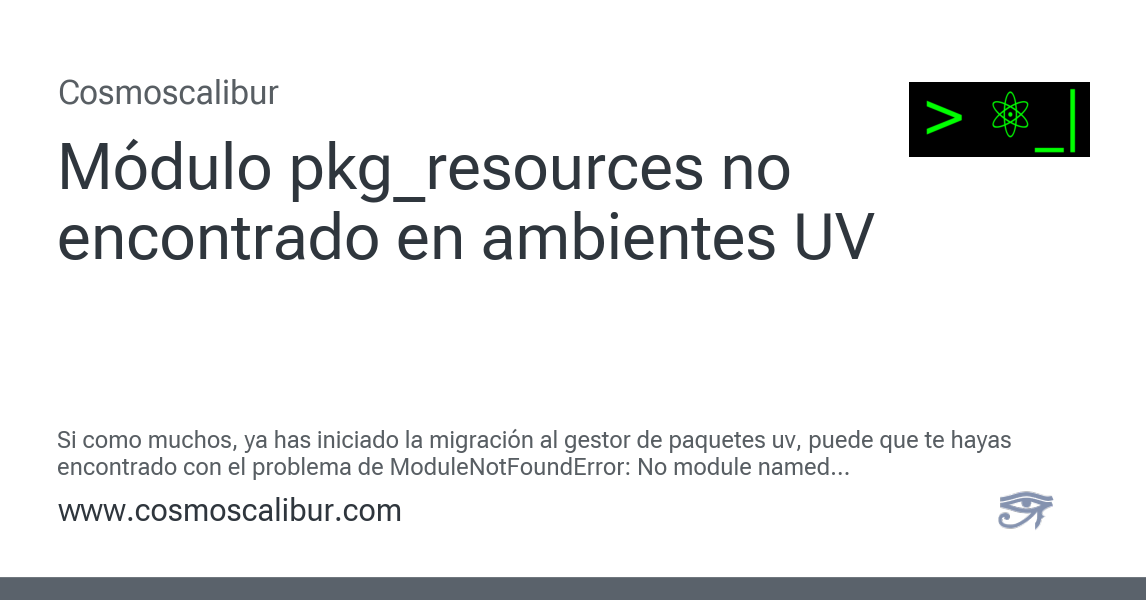 Cosmoscalibur
> ⚛_|
Módulo pkg_resources no
encontrado en ambientes UV
Si como muchos, ya has iniciado la migración al gestor de paquetes uv, puede que te hayas
encontrado con el problema de ModuleNotFoundError: No module named...
www.cosmoscalibur.com